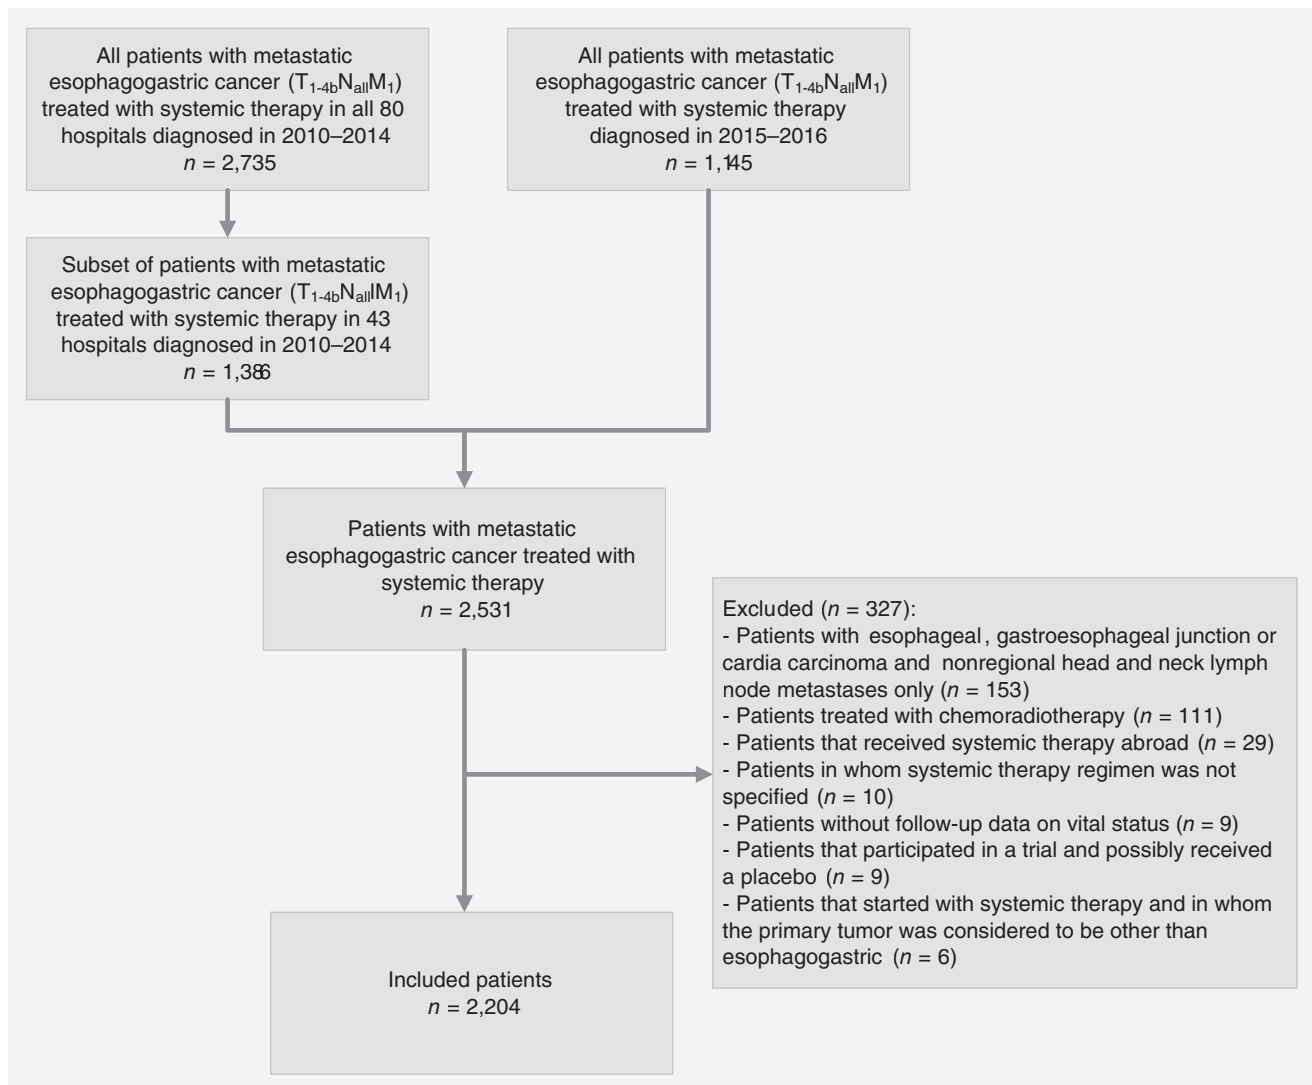 All patients with metastatic
esophagogastric cancer (T1-4bNallM1)
treated with systemic therapy in all 80
hospitals diagnosed in 2010–2014
n = 2,735
All patients with metastatic
esophagogastric cancer (T1-4bNallM1)
treated with systemic therapy
diagnosed in 2015–2016
n = 1,145
Subset of patients with metastatic
esophagogastric cancer (T1-4bNallIM1)
treated with systemic therapy in 43
hospitals diagnosed in 2010–2014
n = 1,386
Patients with metastatic
esophagogastric cancer treated with
systemic therapy
n = 2,531
Excluded (n = 327):
- Patients with esophageal, gastroesophageal junction or
cardia carcinoma and nonregional head and neck lymph
node metastases only (n = 153)
- Patients treated with chemoradiotherapy (n = 111)
- Patients that received systemic therapy abroad (n = 29)
- Patients in whom systemic therapy regimen was not
specified (n = 10)
- Patients without follow-up data on vital status (n = 9)
- Patients that participated in a trial and possibly received
a placebo (n = 9)
- Patients that started with systemic therapy and in whom
the primary tumor was considered to be other than
esophagogastric (n = 6)
Included patients
n = 2,204